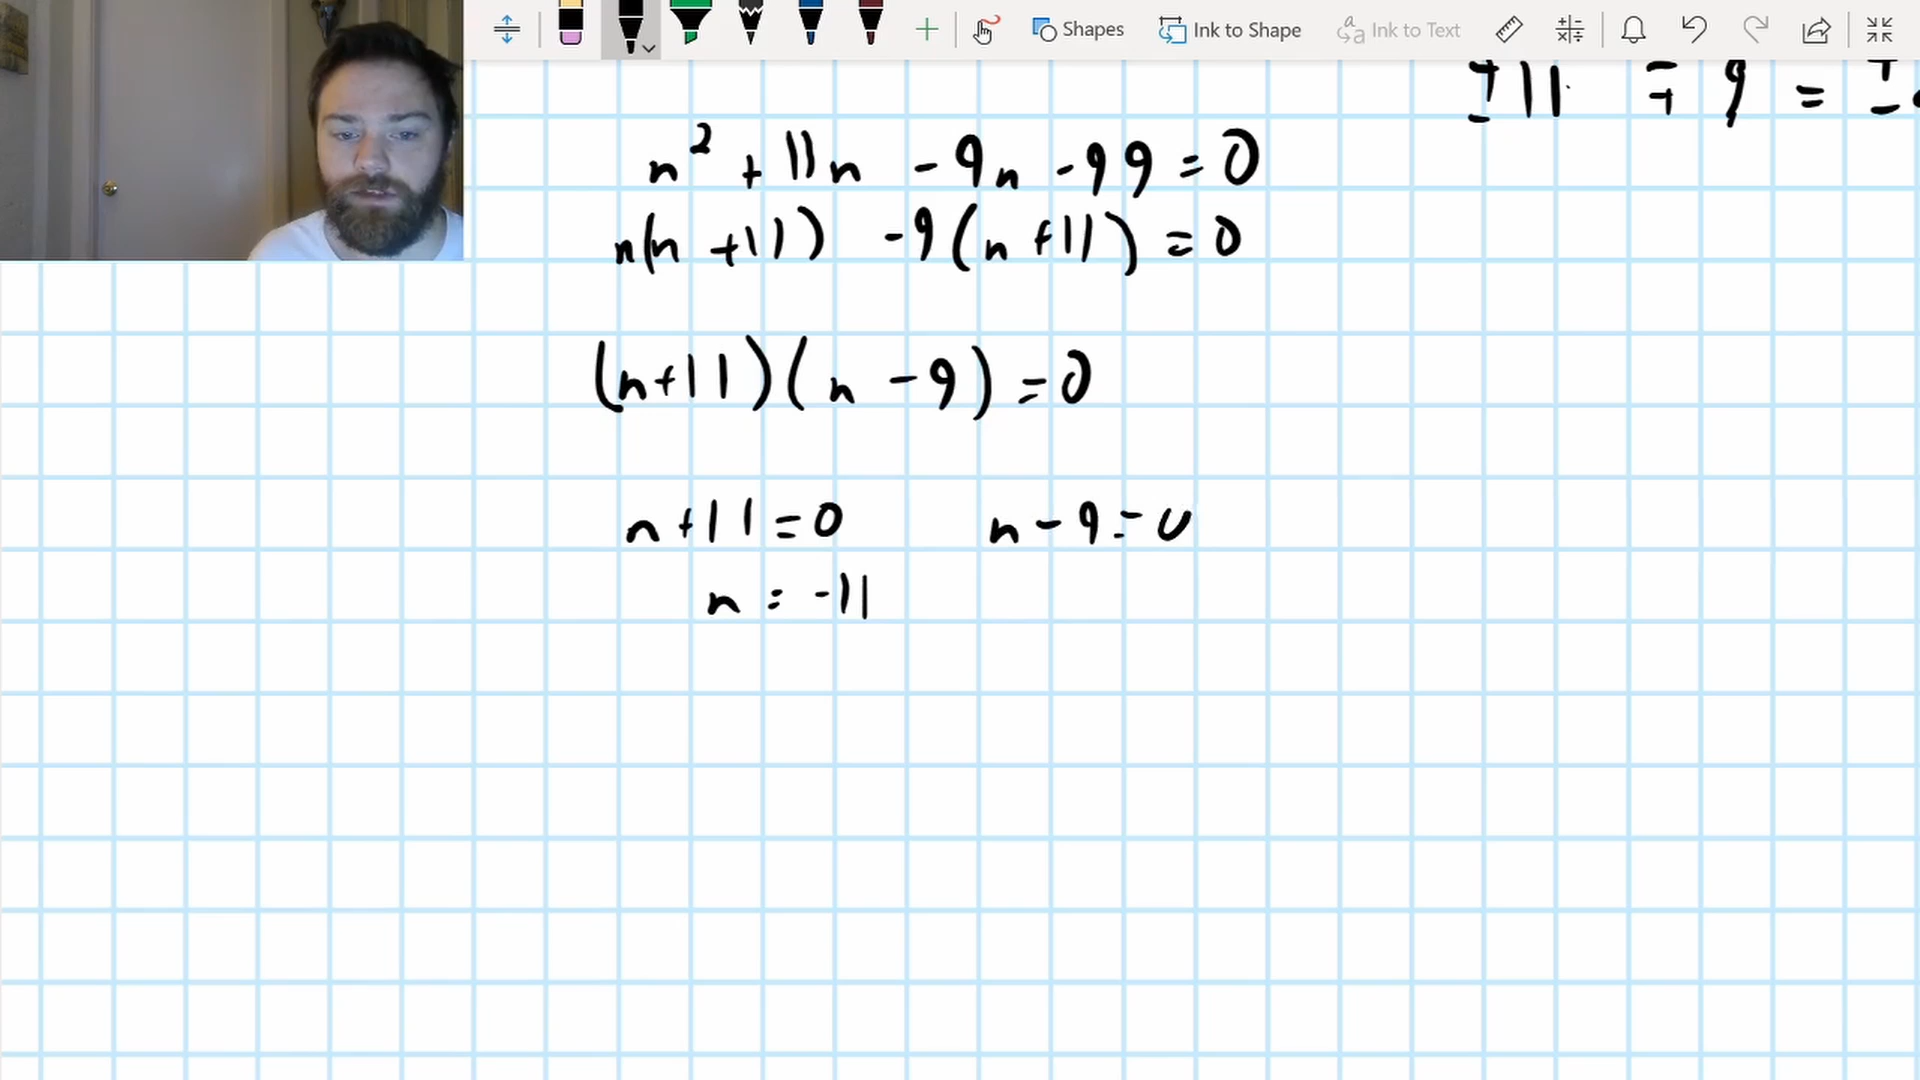 Shapes Ink to Shape Ink to Text
±11 ∓ 9 = ±
n² + 11n - 9n - 99 = 0
n(n + 11) - 9(n + 11) = 0
(n+11)(n - 9) = 0
n + 11 = 0 n - 9 = 0
n = -11